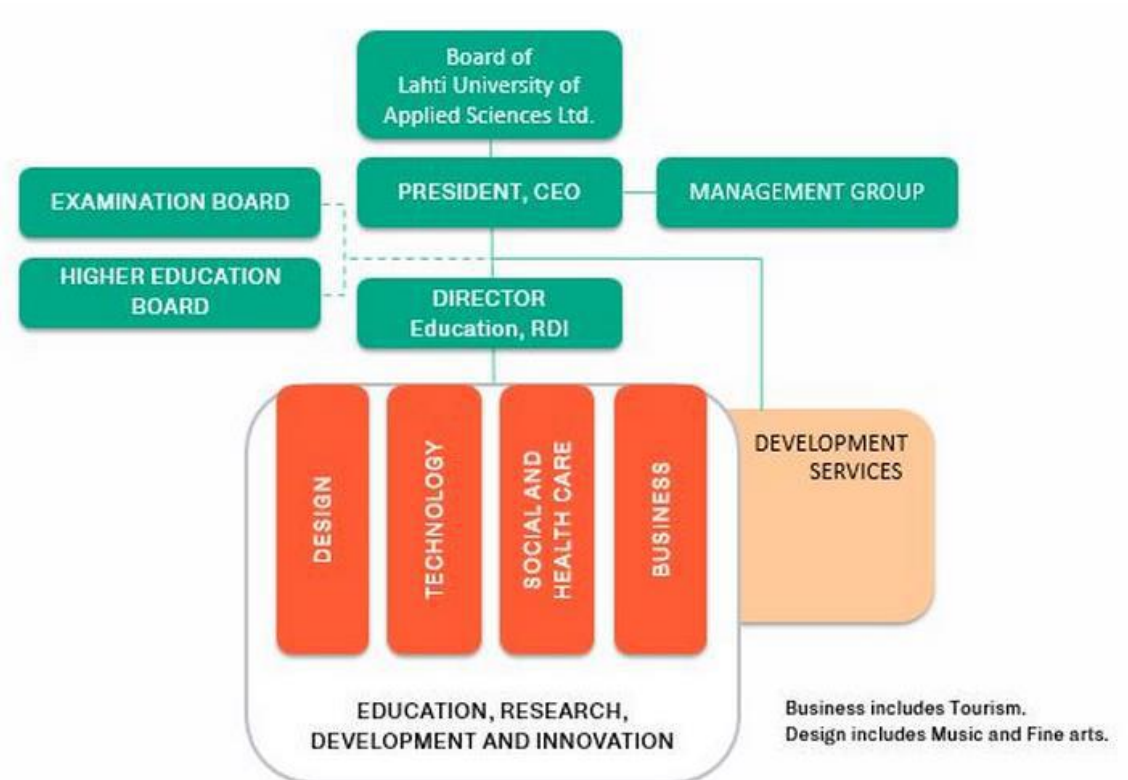 Board of
Lahti University of
Applied Sciences Ltd.
EXAMINATION BOARD
PRESIDENT, CEO
MANAGEMENT GROUP
HIGHER EDUCATION
BOARD
DIRECTOR
Education, RDI
DESIGN
TECHNOLOGY
SOCIAL AND
HEALTH CARE
BUSINESS
DEVELOPMENT
SERVICES
EDUCATION, RESEARCH,
DEVELOPMENT AND INNOVATION
Business includes Tourism.
Design includes Music and Fine arts.